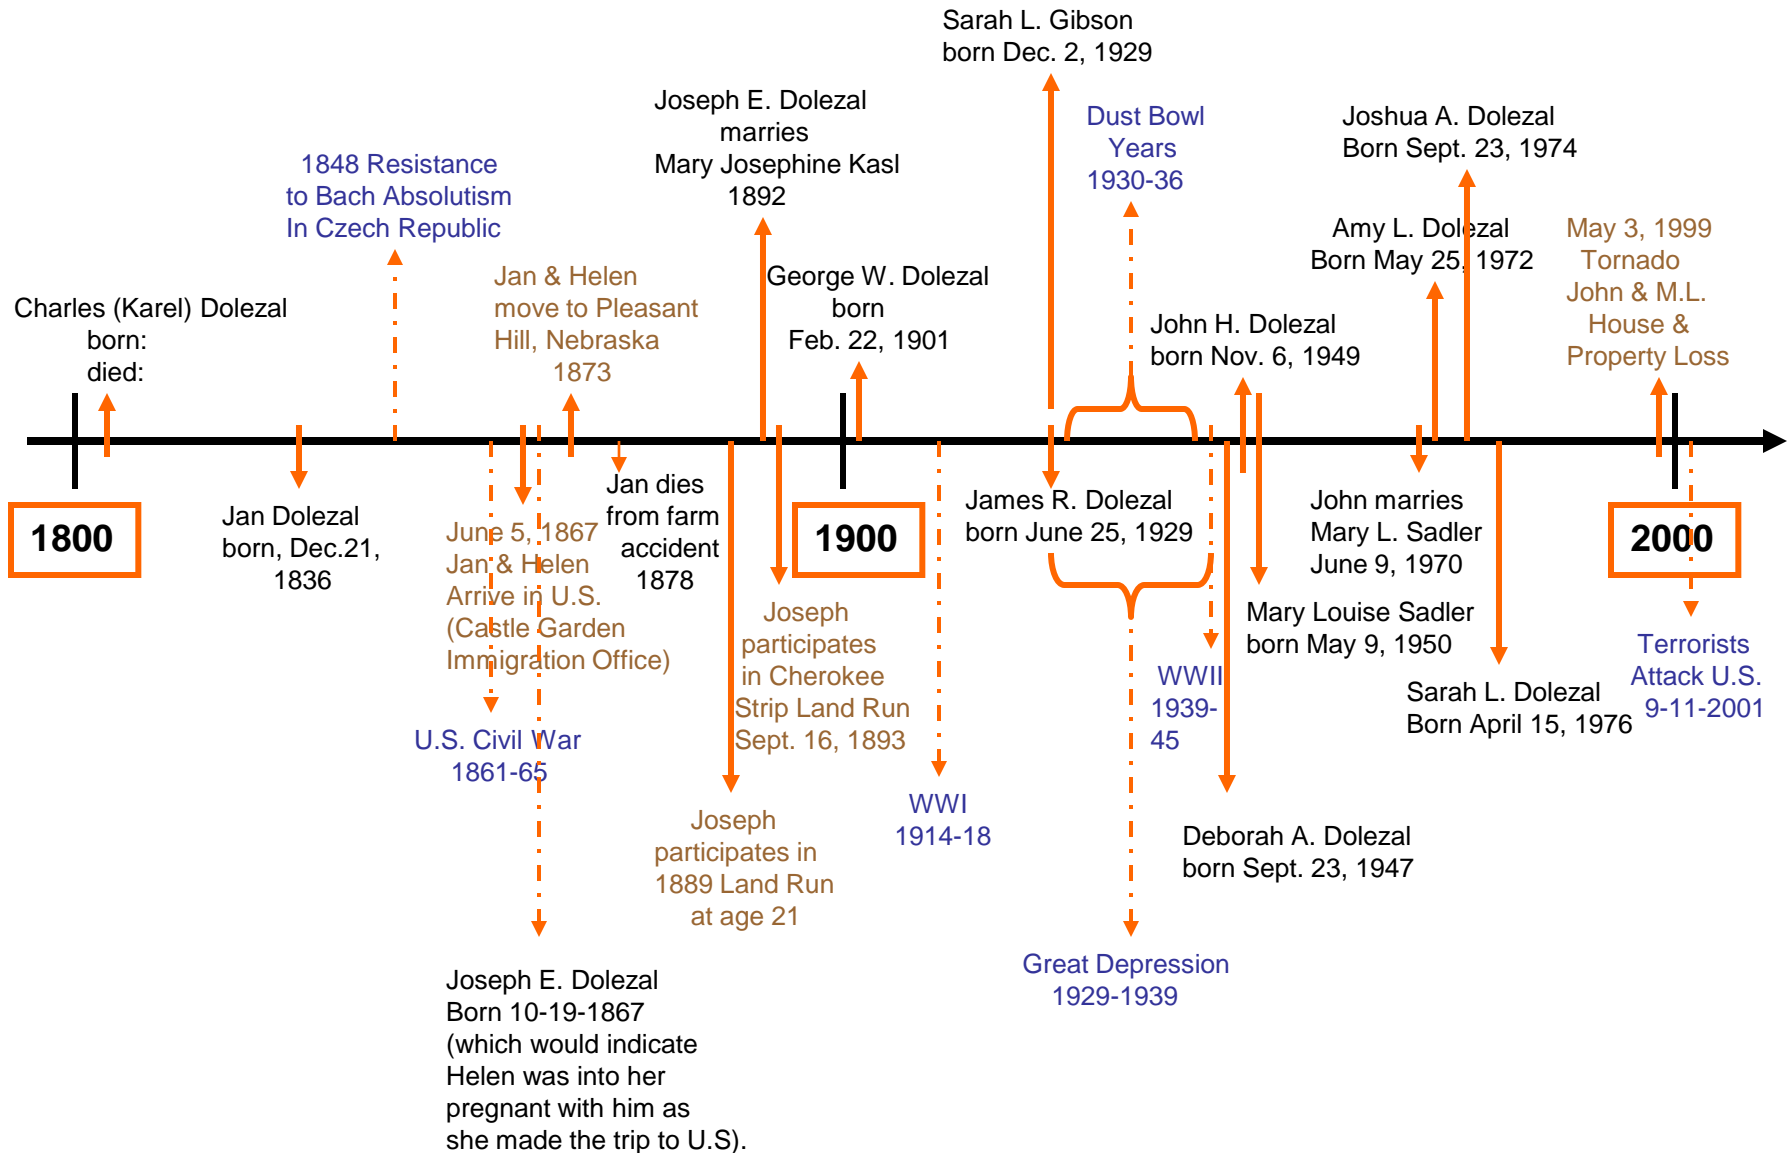 Sarah L. Gibson
born Dec. 2, 1929
Joseph E. Dolezal
marries
Mary Josephine Kasl
1892
Dust Bowl
Years
1930-36
Joshua A. Dolezal
Born Sept. 23, 1974
1848 Resistance
to Bach Absolutism
In Czech Republic
Amy L. Dolezal
Born May 25, 1972
May 3, 1999
Tornado
John & M.L.
House &
Property Loss
Jan & Helen
move to Pleasant
Hill, Nebraska
1873
George W. Dolezal
born
Feb. 22, 1901
Charles (Karel) Dolezal
born:
died:
John H. Dolezal
born Nov. 6, 1949
1800
Jan Dolezal
born, Dec.21,
1836
June 5, 1867
Jan & Helen
Arrive in U.S.
(Castle Garden
Immigration Office)
Jan dies
from farm
accident
1878
1900
James R. Dolezal
born June 25, 1929
John marries
Mary L. Sadler
June 9, 1970
2000
Joseph
participates
in Cherokee
Strip Land Run
Sept. 16, 1893
Mary Louise Sadler
born May 9, 1950
Terrorists
Attack U.S.
9-11-2001
WWII
1939-
45
Sarah L. Dolezal
Born April 15, 1976
U.S. Civil War
1861-65
WWI
1914-18
Joseph
participates in
1889 Land Run
at age 21
Deborah A. Dolezal
born Sept. 23, 1947
Great Depression
1929-1939
Joseph E. Dolezal
Born 10-19-1867
(which would indicate
Helen was into her
pregnant with him as
she made the trip to U.S).